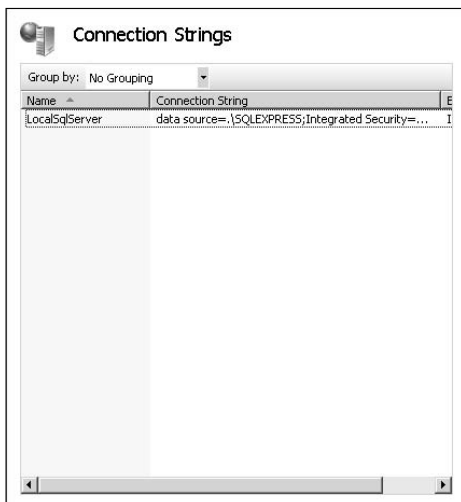 Connection Strings
Group by: No Grouping
Name Connection String E
LocalSqlServer data source=.\SQLEXPRESS;Integrated Security=... I